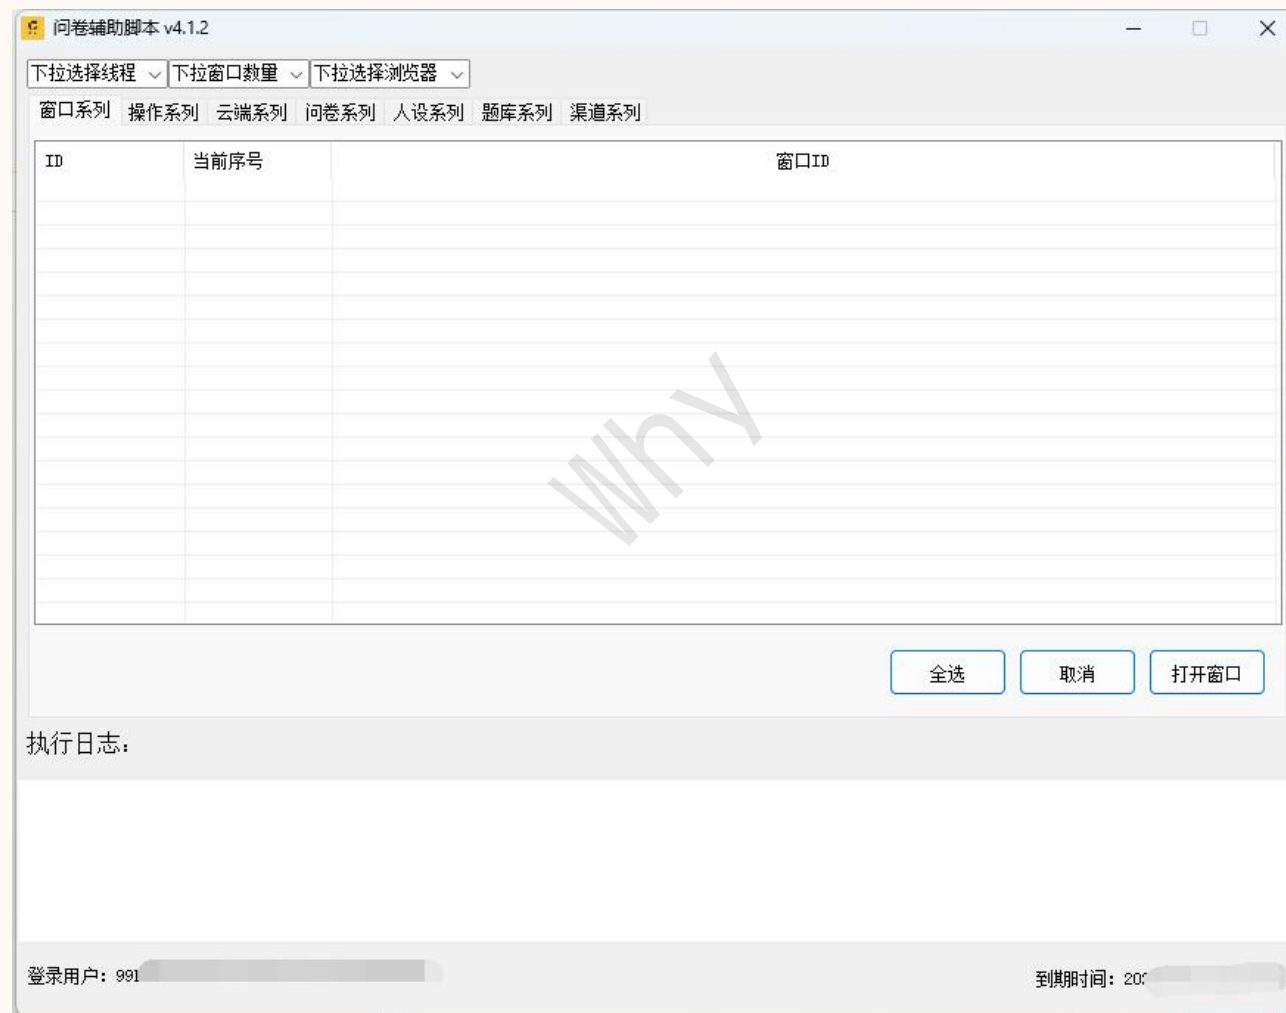 问卷辅助脚本 v4.1.2
下拉选择线程 下拉窗口数量 下拉选择浏览器
窗口系列 操作系列 云端系列 问卷系列 人设系列 题库系列 渠道系列
ID 当前序号 窗口ID
Why
全选 取消 打开窗口
执行日志：
登录用户：991 到期时间：20